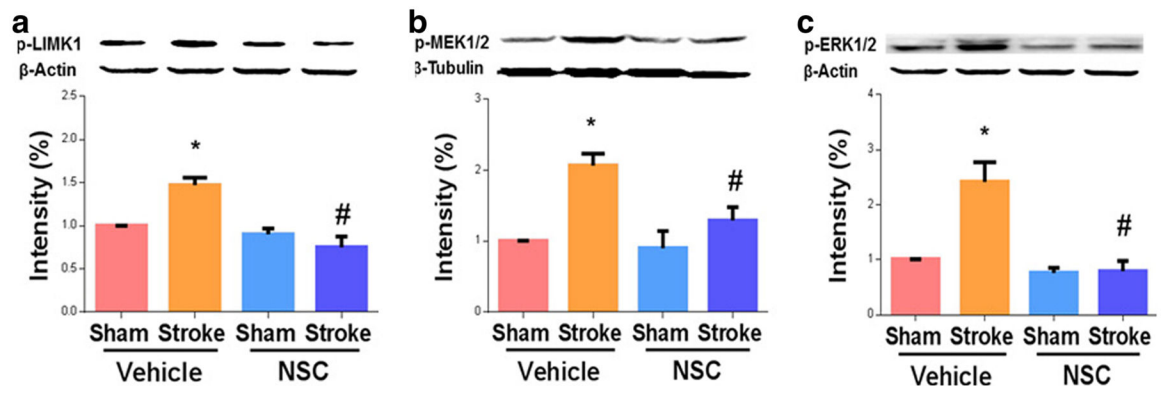 a
p-LIMK1
β-Actin
Intensity (%)
2.5
2.0
1.5
1.0
0.5
0.0
*
#
Sham Stroke Sham Stroke
Vehicle NSC
b
p-MEK1/2
β-Tubulin
Intensity (%)
3
2
1
0
*
#
Sham Stroke Sham Stroke
Vehicle NSC
c
p-ERK1/2
β-Actin
Intensity (%)
4
3
2
1
0
*
#
Sham Stroke Sham Stroke
Vehicle NSC